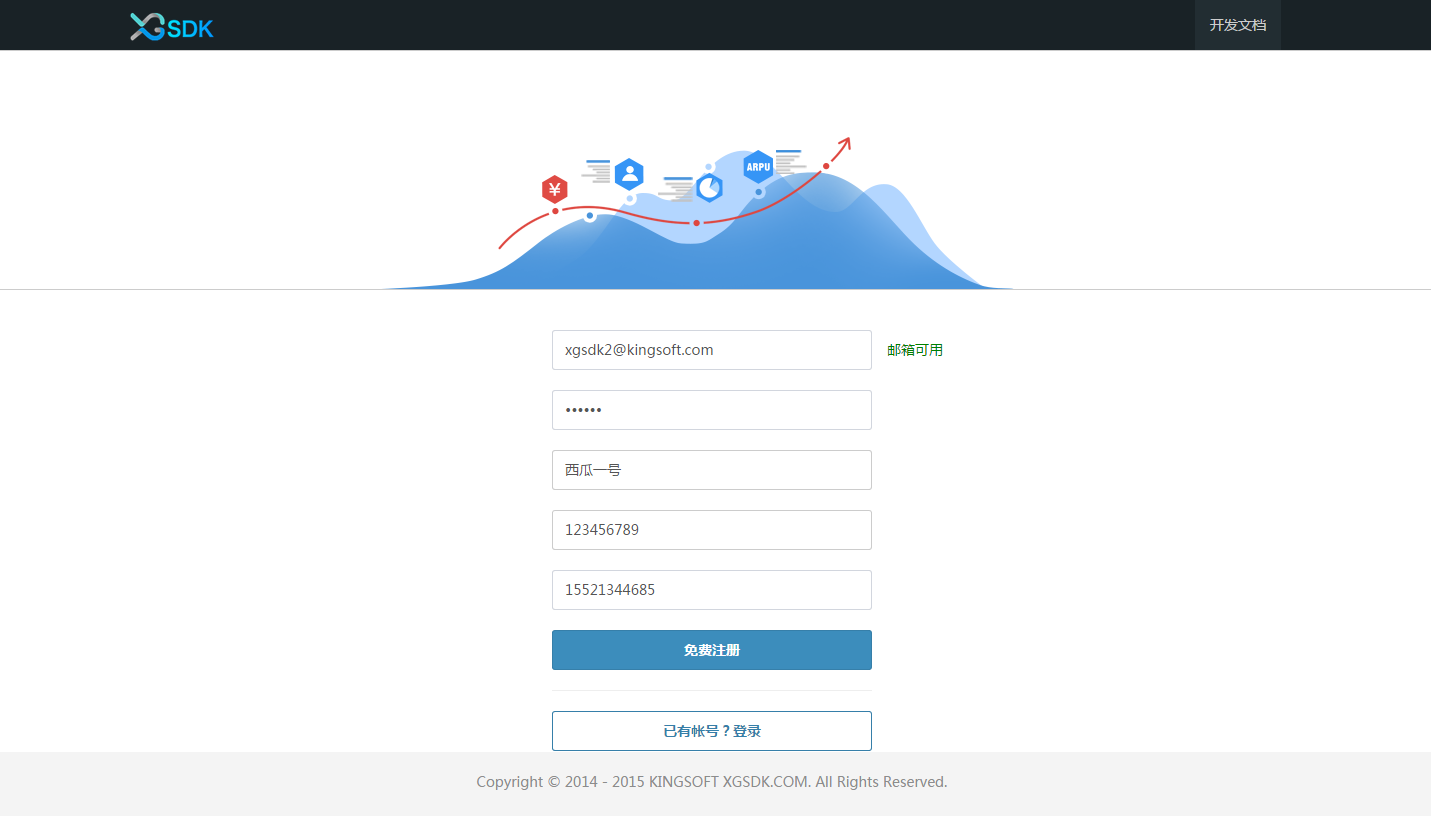 XGSDK
开发文档
¥
ARPU
xgsdk2@kingsoft.com
邮箱可用
••••••
西瓜一号
123456789
15521344685
免费注册
已有帐号？登录
Copyright © 2014 - 2015 KINGSOFT XGSDK.COM. All Rights Reserved.